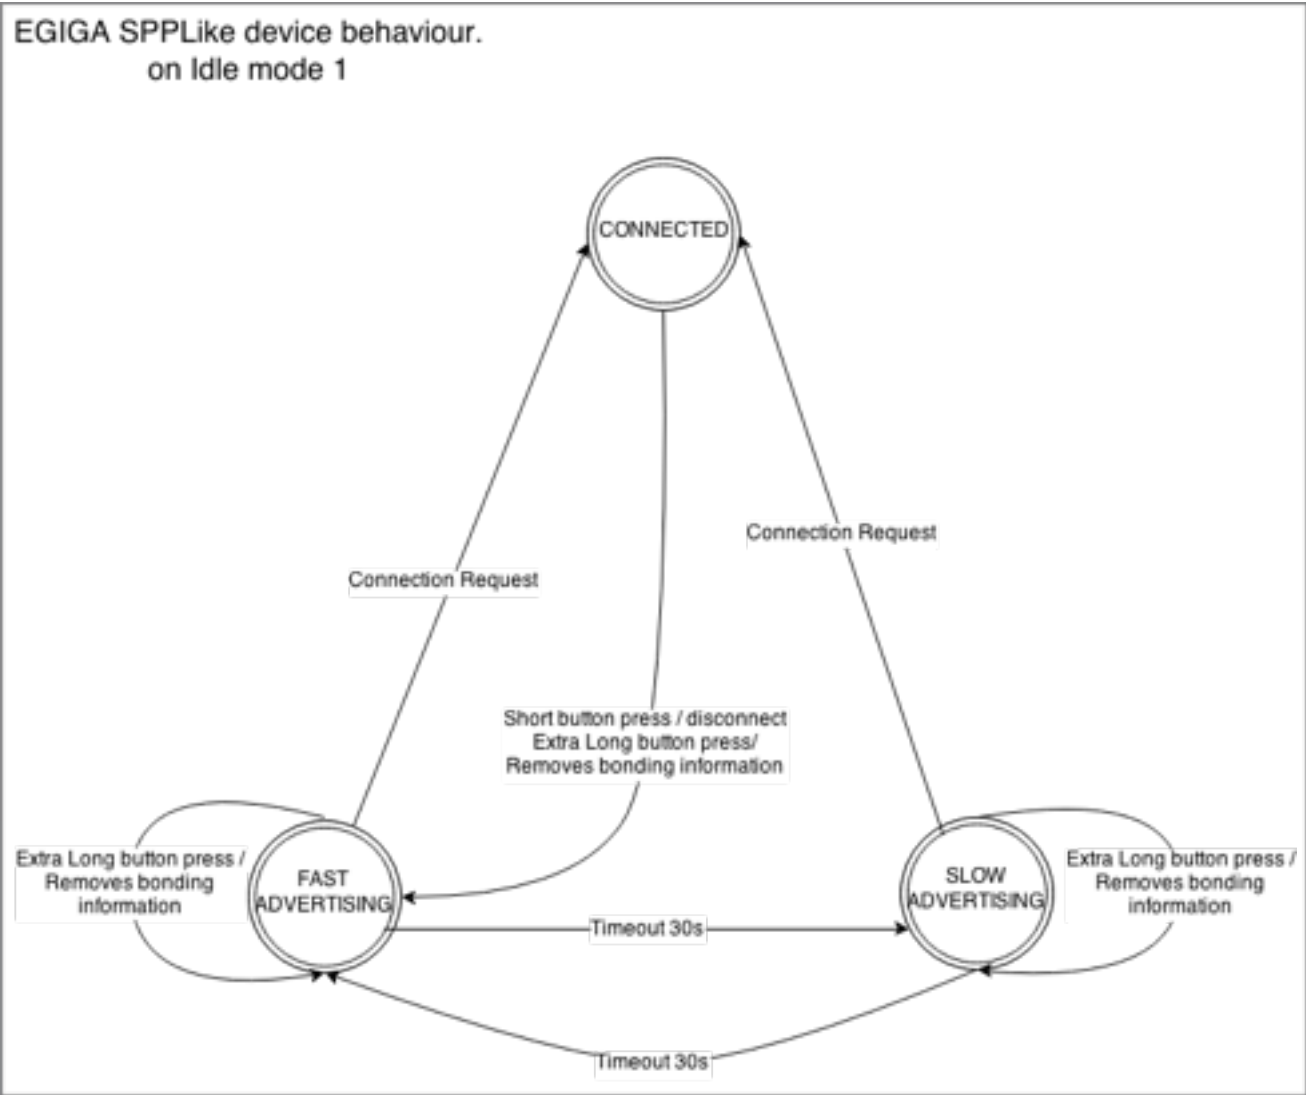 EGIGA SPPLike device behaviour.
on Idle mode 1
CONNECTED
Connection Request
Connection Request
Short button press / disconnect
Extra Long button press/
Removes bonding information
Extra Long button press /
Removes bonding
information
FAST
ADVERTISING
SLOW
ADVERTISING
Extra Long button press /
Removes bonding
information
Timeout 30s
Timeout 30s